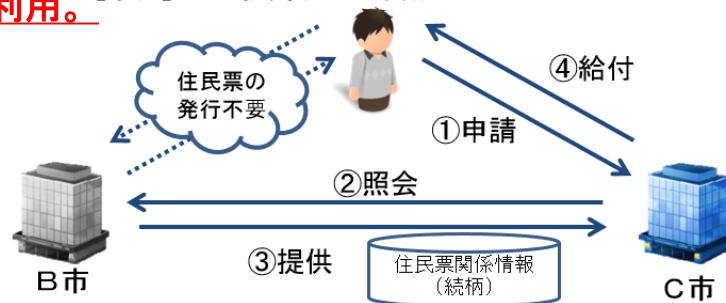 利用。
住民票の
発行不要
④給付
①申請
②照会
③提供
住民票関係情報
（続柄）
B市
C市